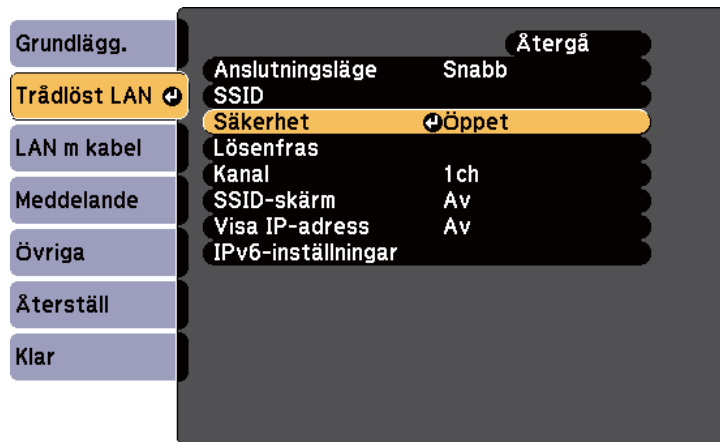 Grundlägg.
Trådlöst LAN
LAN m kabel
Meddelande
Övriga
Återställ
Klar
Återgå
Anslutningsläge Snabb
SSID
Säkerhet Öppet
Lösenfras
Kanal 1ch
SSID-skärm Av
Visa IP-adress Av
IPv6-inställningar